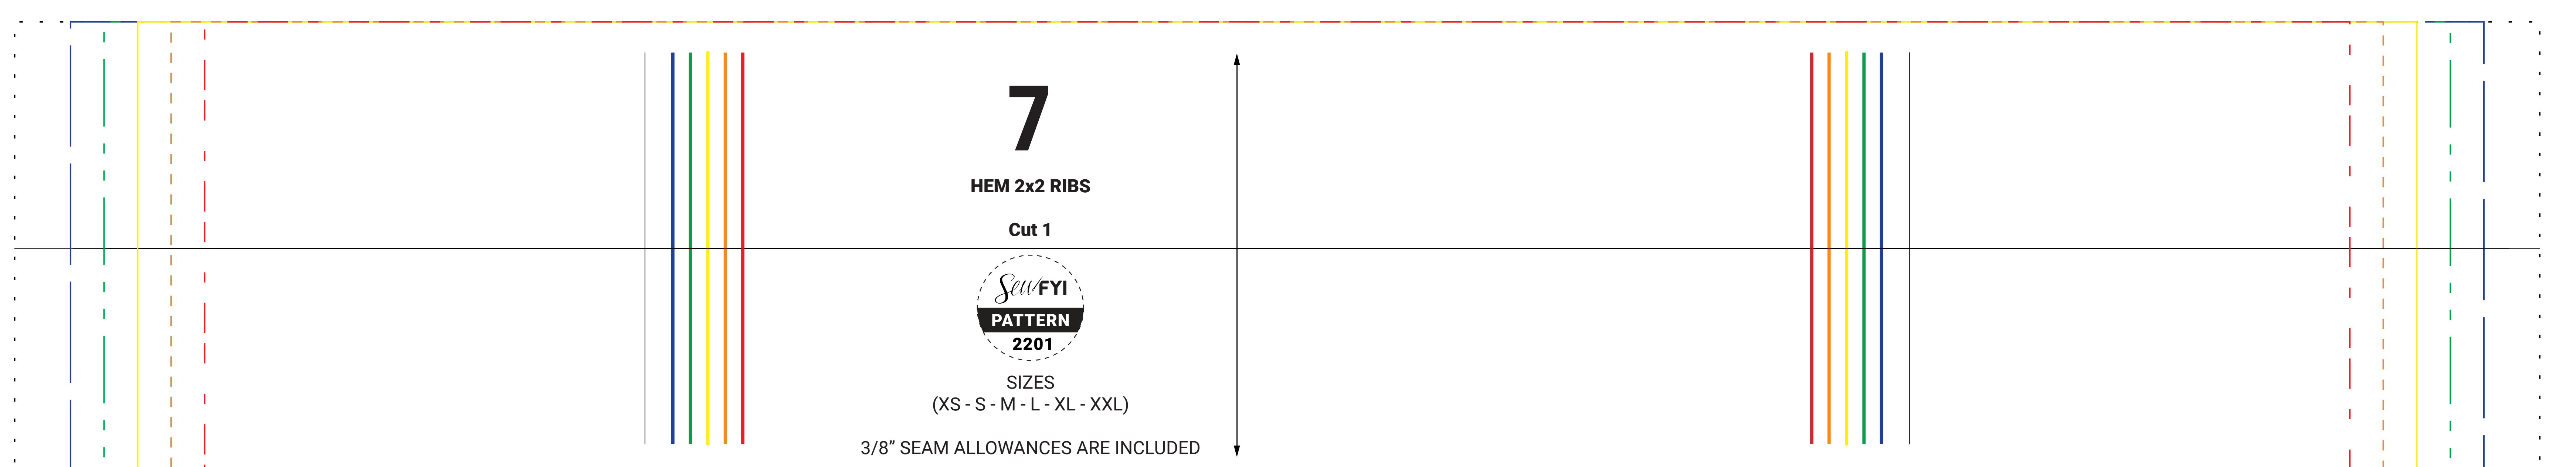 7
HEM 2x2 RIBS
Cut 1
SewFYI
PATTERN
2201
SIZES
(XS - S - M - L - XL - XXL)
3/8” SEAM ALLOWANCES ARE INCLUDED